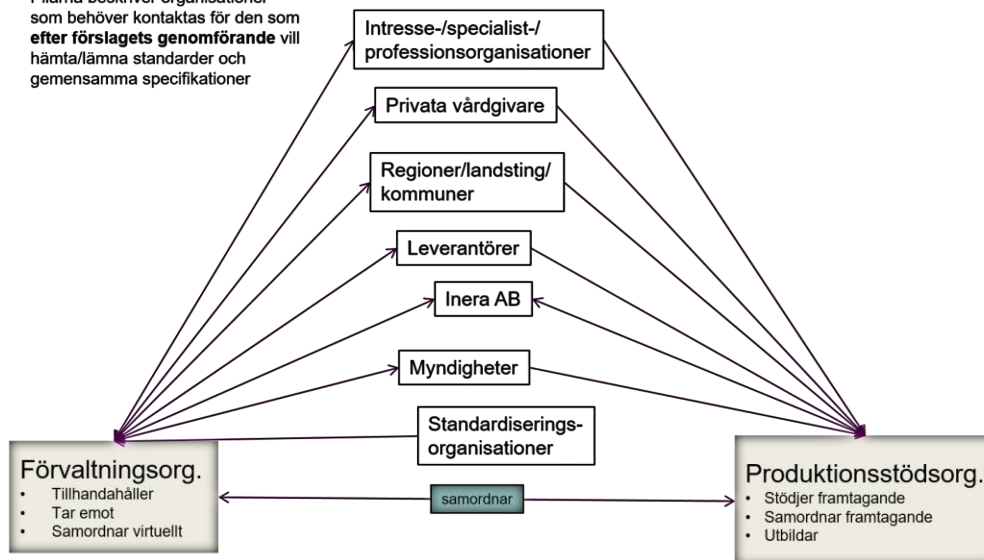 som behöver kontaktas för den som
efter förslagets genomförande vill
hämta/lämna standarder och
gemensamma specifikationer
Intresse-/specialist-/
professionsorganisationer
Privata vårdgivare
Regioner/landsting/
kommuner
Leverantörer
Inera AB
Myndigheter
Standardiserings-
organisationer
samordnar
Förvaltningsorg.
• Tillhandahåller
• Tar emot
• Samordnar virtuellt
Produktionsstödsorg.
• Stödjer framtagande
• Samordnar framtagande
• Utbildar